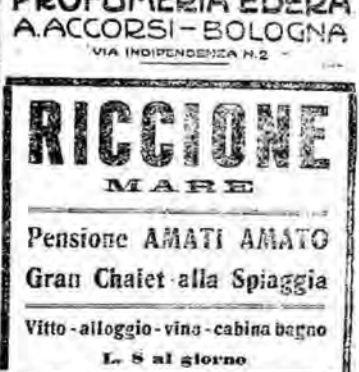 PROFUMERIA EDERA
A. ACCORSI - BOLOGNA
VIA INDIPENDENZA N. 2
RICCIONE
MARE
Pensione AMATI AMATO
Gran Chalet alla Spiaggia
Vitto - alloggio - vino - cabina bagno
L. 8 al giorno